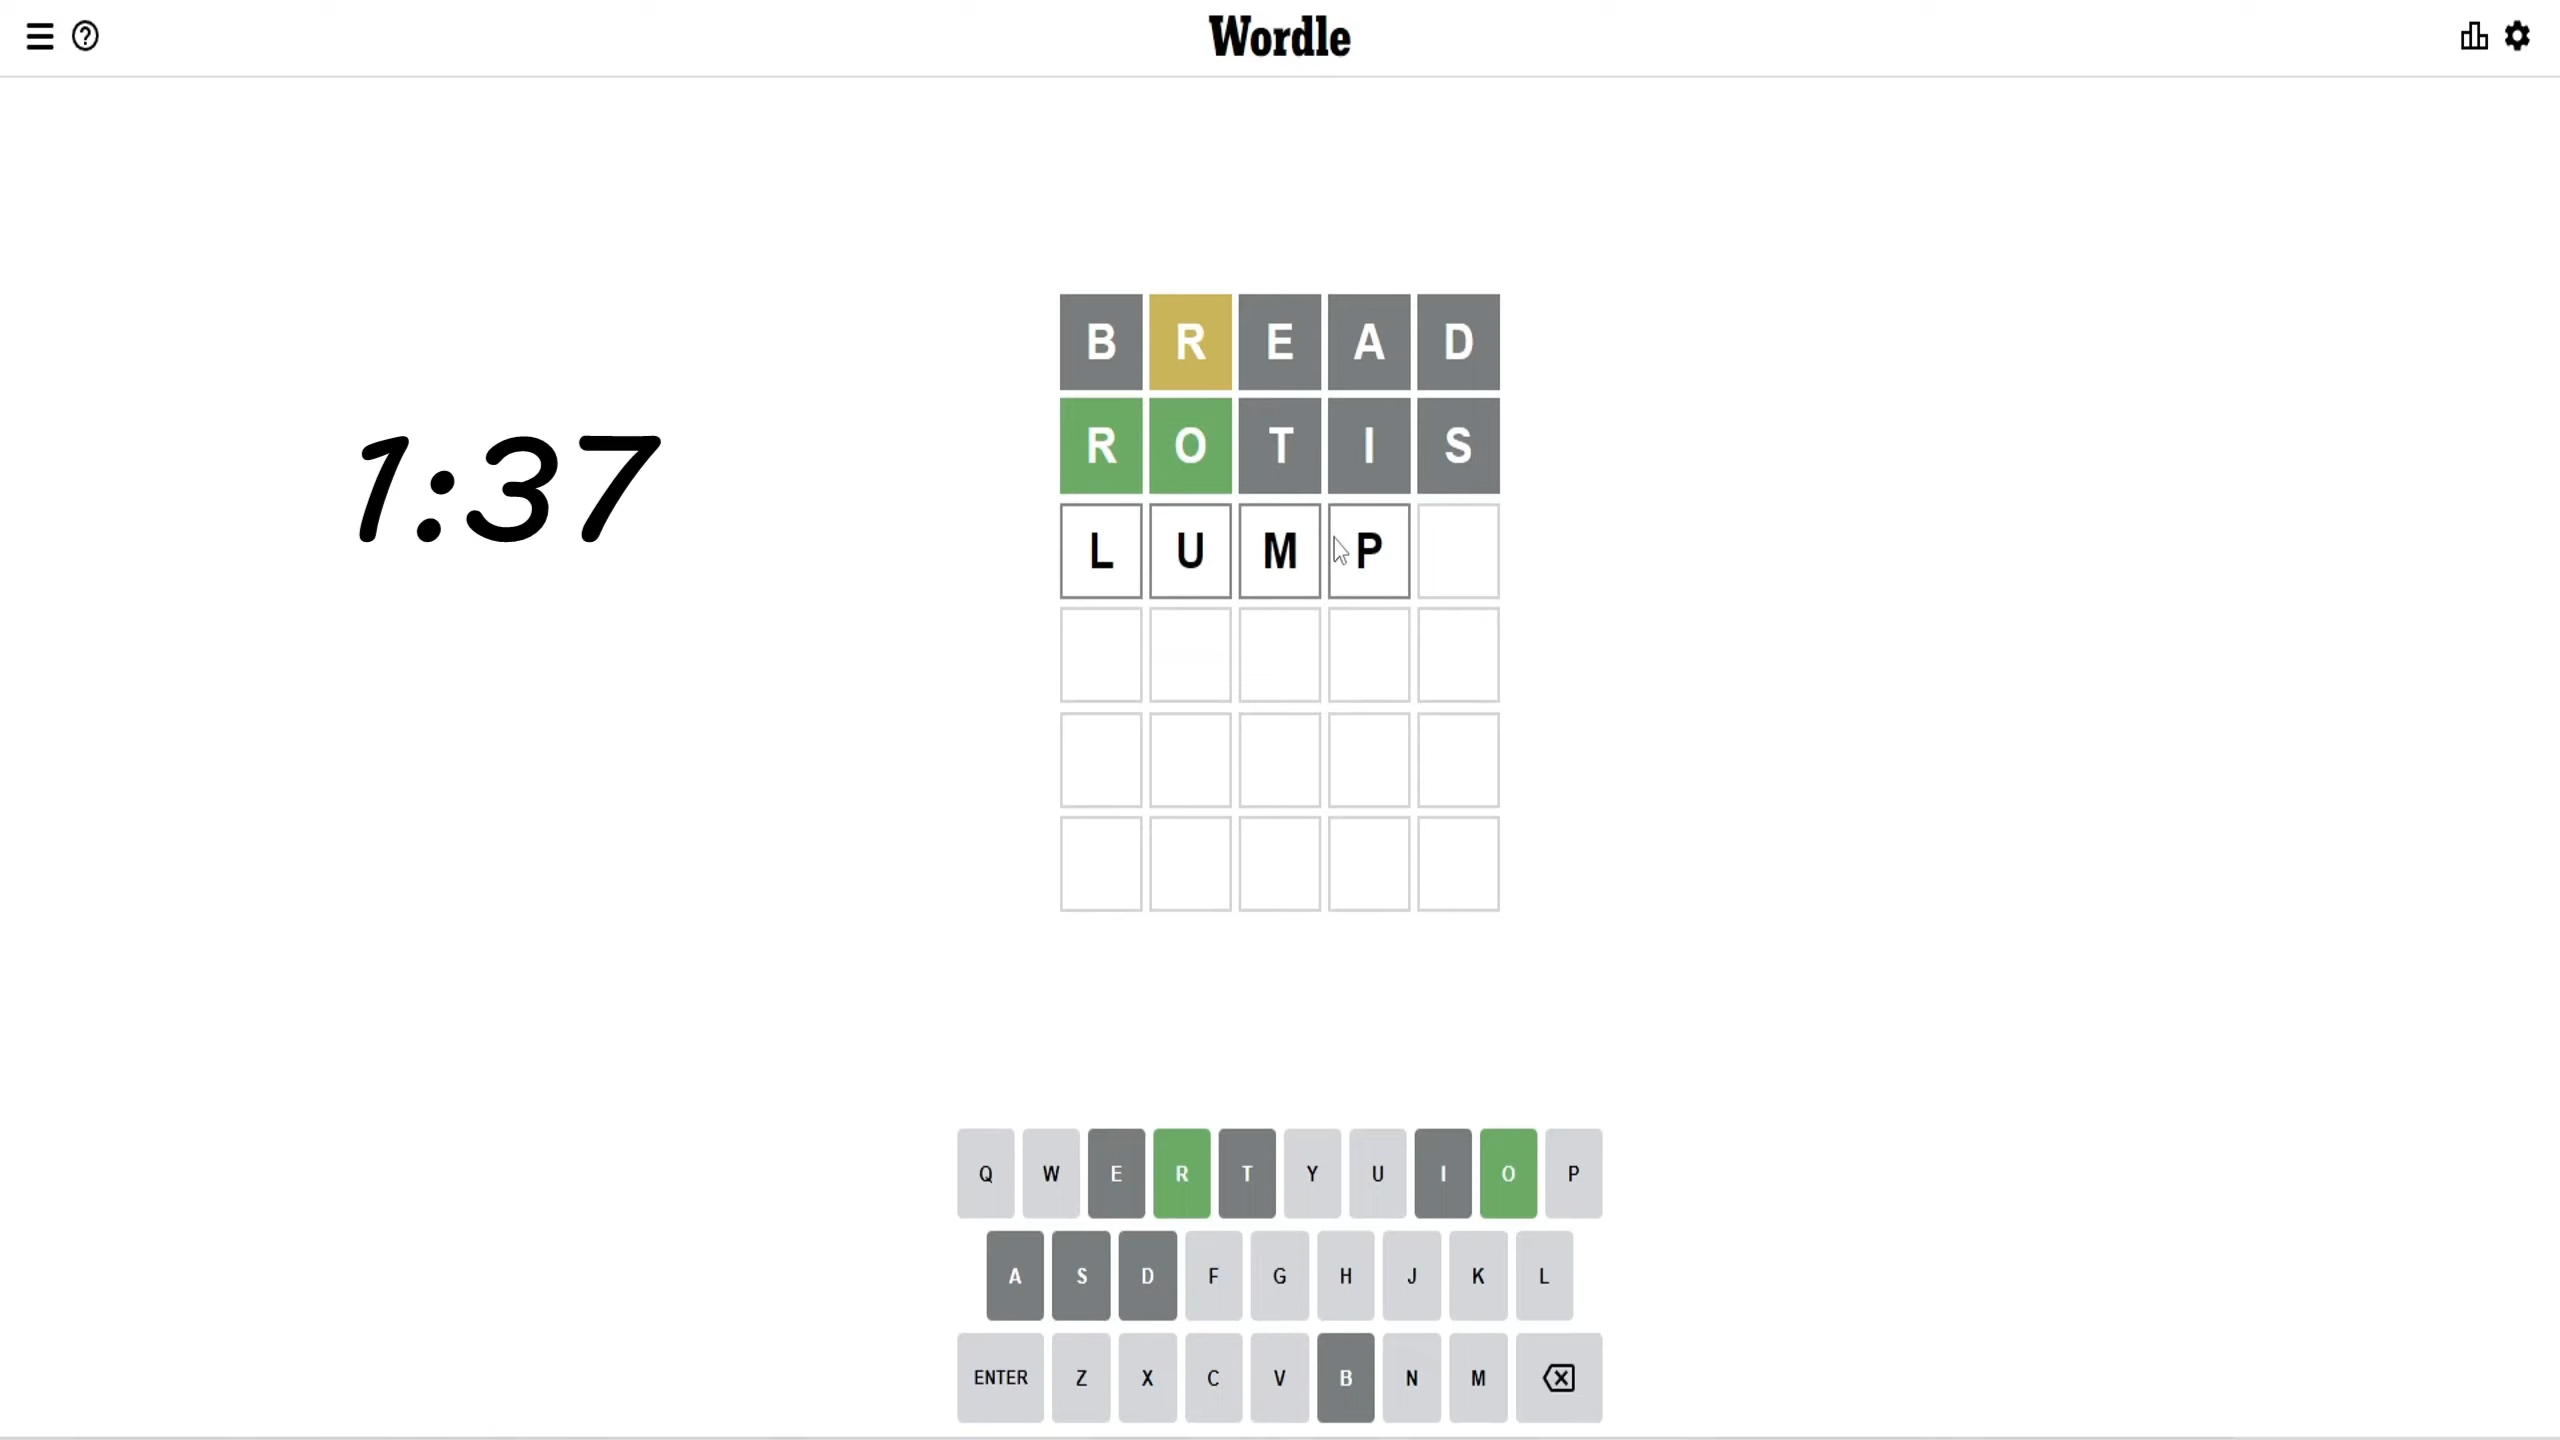 Wordle
B R E A D
1:37
R O T I S
L U M P
Q W E R T Y U I O P
A S D F G H J K L
ENTER Z X C V B N M